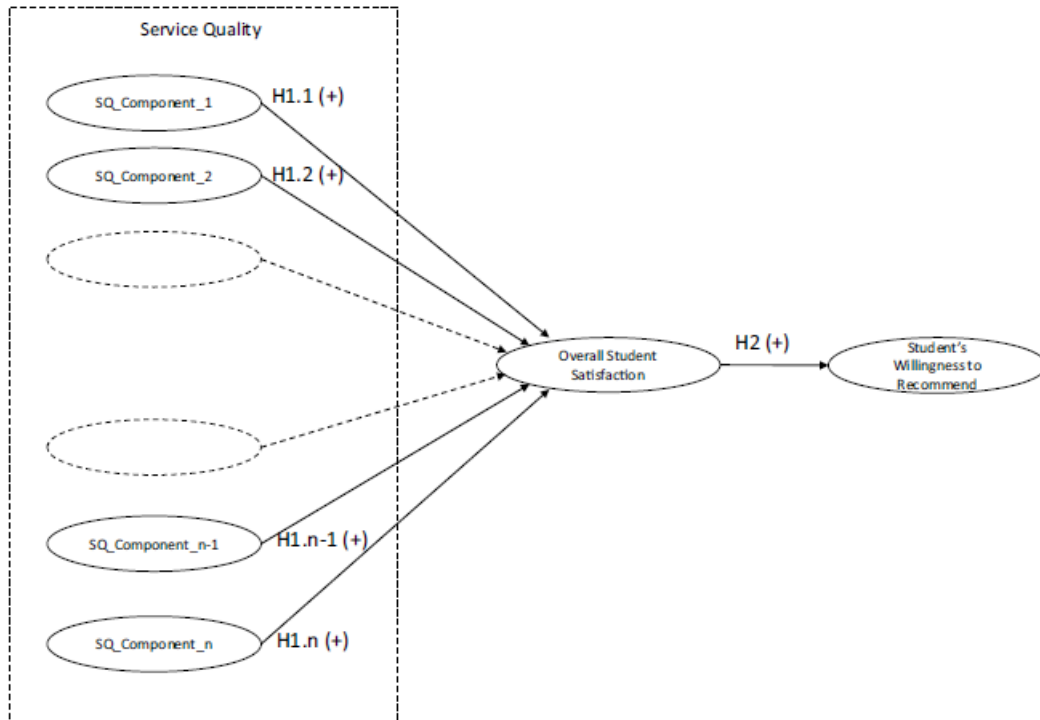 Service Quality
SQ_Component_1
H1.1 (+)
SQ_Component_2
H1.2 (+)
Overall Student
Satisfaction
H2 (+)
Student's
Willingness to
Recommend
SQ_Component_n-1
H1.n-1 (+)
SQ_Component_n
H1.n (+)